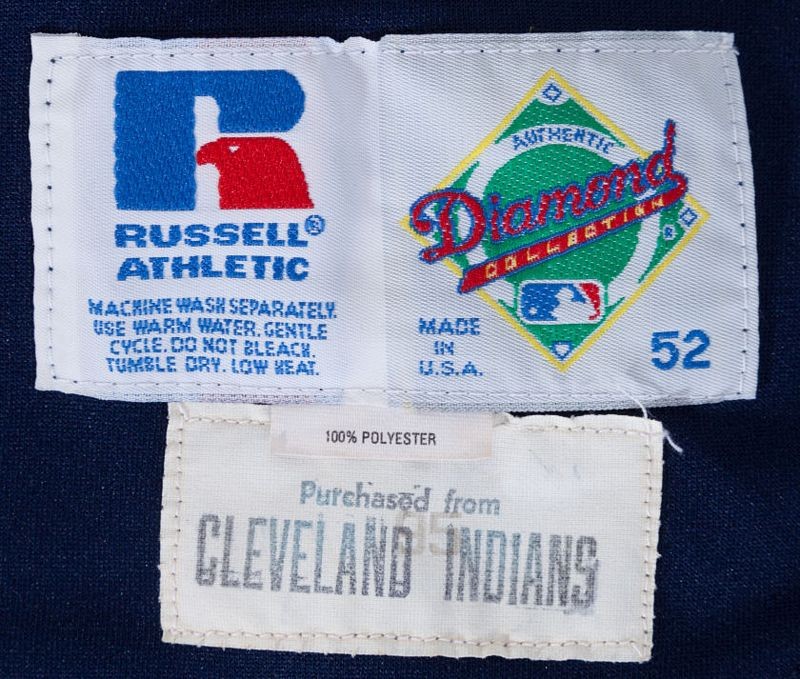 RUSSELL®
ATHLETIC
MACHINE WASH SEPARATELY.
USE WARM WATER. GENTLE
CYCLE. DO NOT BLEACH.
TUMBLE DRY. LOW HEAT.
AUTHENTIC
Diamond
COLLECTION ®
MADE
IN
U.S.A.
52
100% POLYESTER
Purchased from
CLEVELAND INDIANS